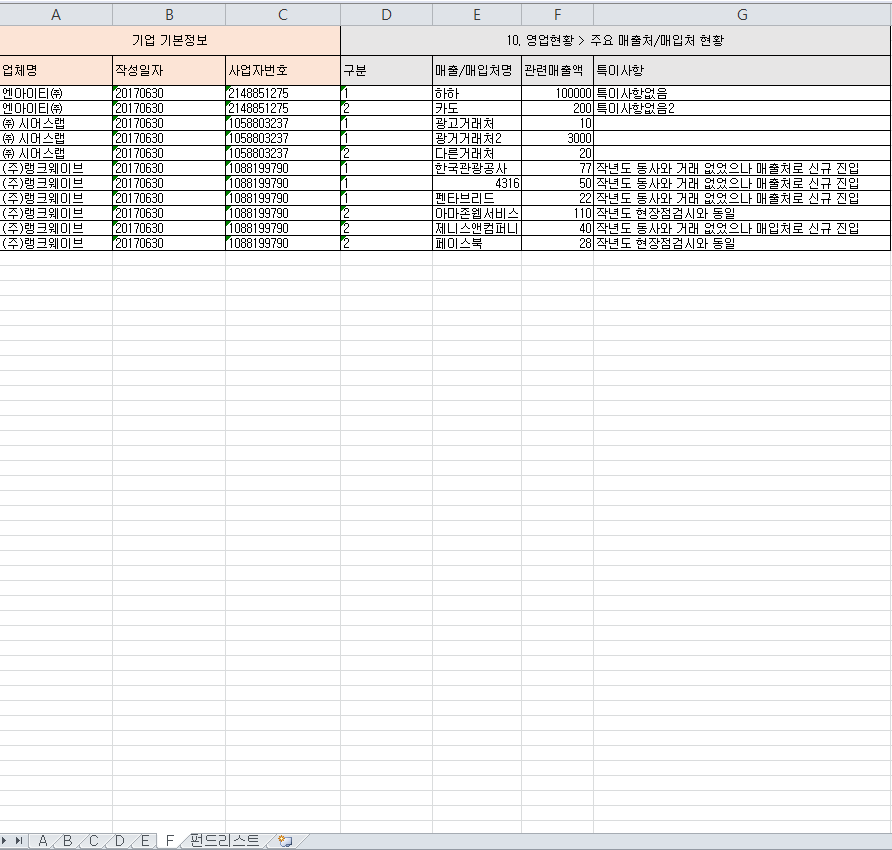 A B C D E F G
기업 기본정보 10. 영업현황 > 주요 매출처/매입처 현황
업체명 작성일자 사업자번호 구분 매출/매입처명 관련매출액 특이사항
엔아이티㈜ 20170630 2148851275 1 하하 100000 특이사항없음
엔아이티㈜ 20170630 2148851275 2 카도 200 특이사항없음2
㈜ 시어스랩 20170630 1058803237 1 광고거래처 10
㈜ 시어스랩 20170630 1058803237 1 광거거래처2 3000
㈜ 시어스랩 20170630 1058803237 2 다른거래처 20
(주)랭크웨이브 20170630 1088199790 1 한국관광공사 77 작년도 동사와 거래 없었으나 매출처로 신규 진입
(주)랭크웨이브 20170630 1088199790 1 4316 50 작년도 동사와 거래 없었으나 매출처로 신규 진입
(주)랭크웨이브 20170630 1088199790 1 펜타브리드 22 작년도 동사와 거래 없었으나 매출처로 신규 진입
(주)랭크웨이브 20170630 1088199790 2 아마존웹서비스 110 작년도 현장점검시와 동일
(주)랭크웨이브 20170630 1088199790 2 제니스앤컴퍼니 40 작년도 동사와 거래 없었으나 매입처로 신규 진입
(주)랭크웨이브 20170630 1088199790 2 페이스북 28 작년도 현장점검시와 동일
A B C D E F 펀드리스트